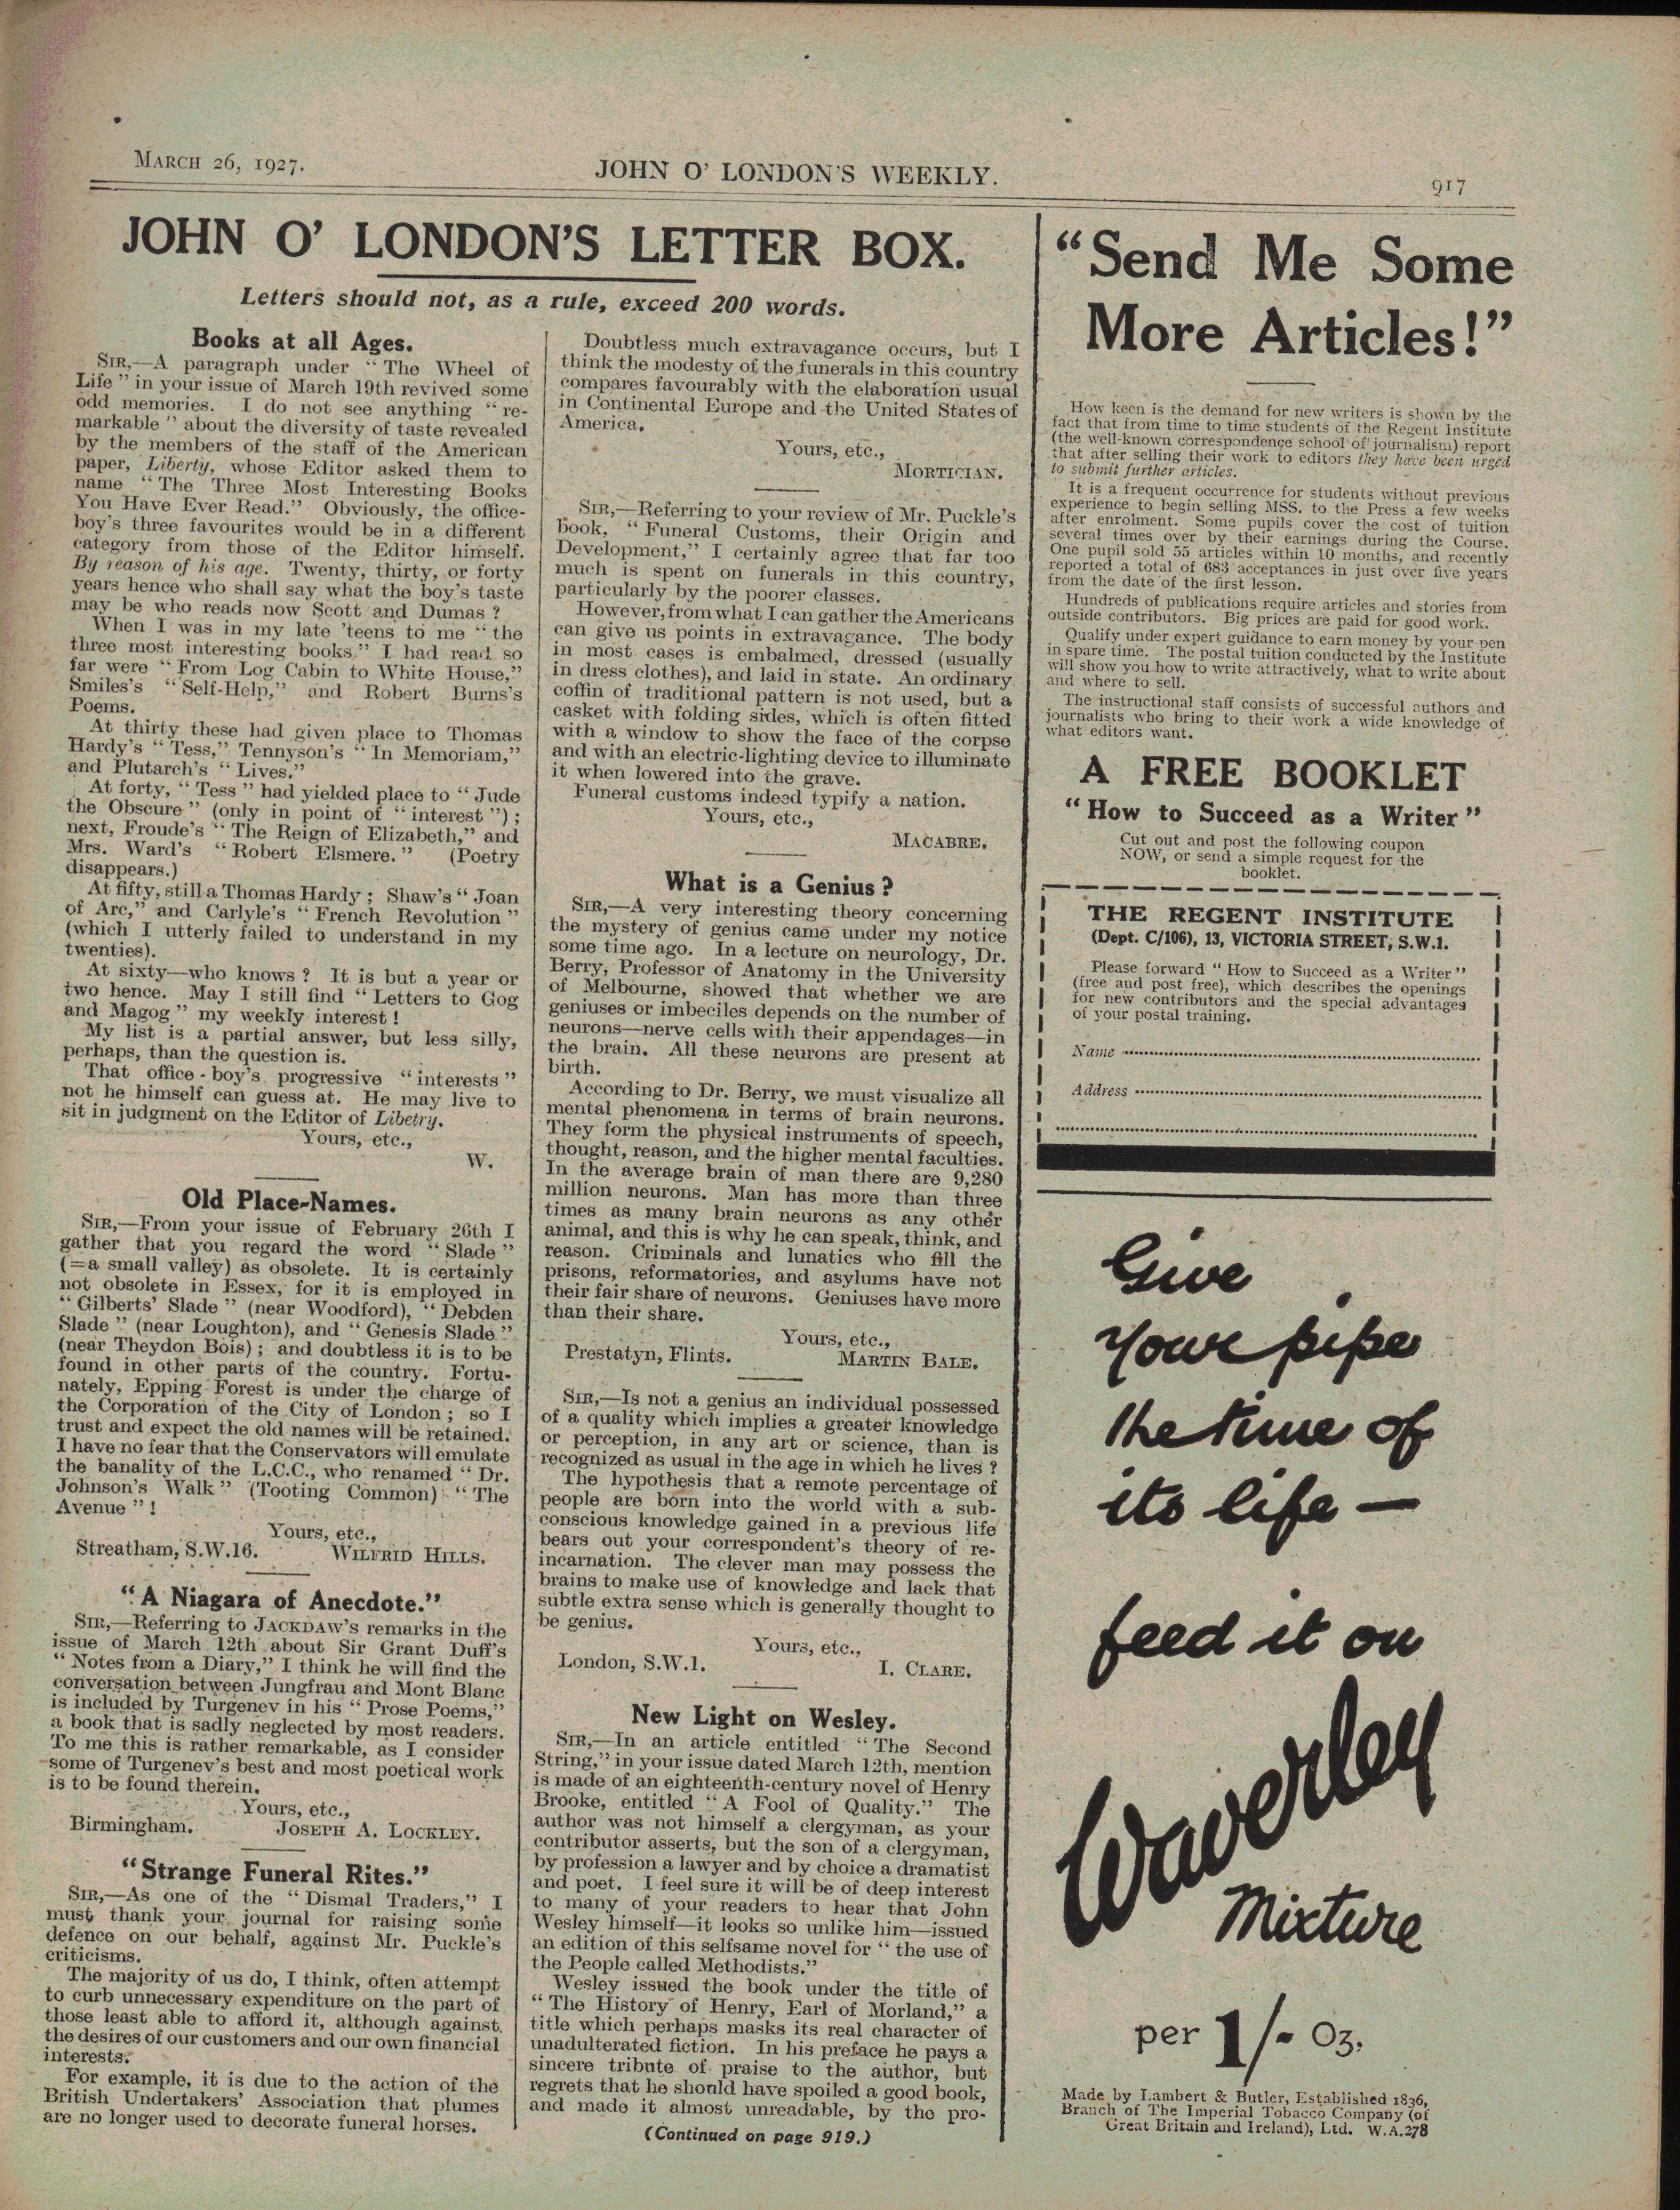 MARCH 26, 1927.
JOHN O' LONDON'S WEEKLY.
917
JOHN O' LONDON'S LETTER BOX.
Letters should not, as a rule, exceed 200 words.
Books at all Ages.
SIR,—A paragraph under "The Wheel of
Life" in your issue of March 19th revived some
odd memories. I do not see anything "re-
markable" about the diversity of taste revealed
by the members of the staff of the American
paper, Liberty, whose Editor asked them to
name "The Three Most Interesting Books
You Have Ever Read." Obviously, the office-
boy's three favourites would be in a different
category from those of the Editor himself.
By reason of his age. Twenty, thirty, or forty
years hence who shall say what the boy's taste
may be who reads now Scott and Dumas?
When I was in my late 'teens to me "the
three most interesting books" I had read so
far were "From Log Cabin to White House,"
Smiles's "Self-Help," and Robert Burns's
Poems.
At thirty these had given place to Thomas
Hardy's "Tess," Tennyson's "In Memoriam,"
and Plutarch's "Lives."
At forty, "Tess" had yielded place to "Jude
the Obscure" (only in point of "interest");
next, Froude's "The Reign of Elizabeth," and
Mrs. Ward's "Robert Elsmere." (Poetry
disappears.)
At fifty, still a Thomas Hardy; Shaw's "Joan
of Arc," and Carlyle's "French Revolution"
(which I utterly failed to understand in my
twenties).
At sixty—who knows? It is but a year or
two hence. May I still find "Letters to Gog
and Magog" my weekly interest!
My list is a partial answer, but less silly,
perhaps, than the question is.
That office-boy's progressive "interests"
not he himself can guess at. He may live to
sit in judgment on the Editor of Libetry.
Yours, etc.,
W.
Old Place-Names.
SIR,—From your issue of February 26th I
gather that you regard the word "Slade"
(=a small valley) as obsolete. It is certainly
not obsolete in Essex, for it is employed in
"Gilberts' Slade" (near Woodford), "Debden
Slade" (near Loughton), and "Genesis Slade"
(near Theydon Bois); and doubtless it is to be
found in other parts of the country. Fortu-
nately, Epping Forest is under the charge of
the Corporation of the City of London; so I
trust and expect the old names will be retained.
I have no fear that the Conservators will emulate
the banality of the L.C.C., who renamed "Dr.
Johnson's Walk" (Tooting Common) "The
Avenue"!
Yours, etc.,
Streatham, S.W.16. WILFRID HILLS.
"A Niagara of Anecdote."
SIR,—Referring to JACKDAW'S remarks in the
issue of March 12th about Sir Grant Duff's
"Notes from a Diary," I think he will find the
conversation between Jungfrau and Mont Blanc
is included by Turgenev in his "Prose Poems,"
a book that is sadly neglected by most readers.
To me this is rather remarkable, as I consider
some of Turgenev's best and most poetical work
is to be found therein.
Yours, etc.,
Birmingham. JOSEPH A. LOCKLEY.
"Strange Funeral Rites."
SIR,—As one of the "Dismal Traders," I
must thank your journal for raising some
defence on our behalf, against Mr. Puckle's
criticisms.
The majority of us do, I think, often attempt
to curb unnecessary expenditure on the part of
those least able to afford it, although against
the desires of our customers and our own financial
interests.
For example, it is due to the action of the
British Undertakers' Association that plumes
are no longer used to decorate funeral horses.
Doubtless much extravagance occurs, but I
think the modesty of the funerals in this country
compares favourably with the elaboration usual
in Continental Europe and the United States of
America.
Yours, etc.,
MORTICIAN.
SIR,—Referring to your review of Mr. Puckle's
book, "Funeral Customs, their Origin and
Development," I certainly agree that far too
much is spent on funerals in this country,
particularly by the poorer classes.
However, from what I can gather the Americans
can give us points in extravagance. The body
in most cases is embalmed, dressed (usually
in dress clothes), and laid in state. An ordinary
coffin of traditional pattern is not used, but a
casket with folding sides, which is often fitted
with a window to show the face of the corpse
and with an electric-lighting device to illuminate
it when lowered into the grave.
Funeral customs indeed typify a nation.
Yours, etc.,
MACABRE.
What is a Genius?
SIR,—A very interesting theory concerning
the mystery of genius came under my notice
some time ago. In a lecture on neurology, Dr.
Berry, Professor of Anatomy in the University
of Melbourne, showed that whether we are
geniuses or imbeciles depends on the number of
neurons—nerve cells with their appendages—in
the brain. All these neurons are present at
birth.
According to Dr. Berry, we must visualize all
mental phenomena in terms of brain neurons.
They form the physical instruments of speech,
thought, reason, and the higher mental faculties.
In the average brain of man there are 9,280
million neurons. Man has more than three
times as many brain neurons as any other
animal, and this is why he can speak, think, and
reason. Criminals and lunatics who fill the
prisons, reformatories, and asylums have not
their fair share of neurons. Geniuses have more
than their share.
Yours, etc.,
Prestatyn, Flints. MARTIN BALE.
SIR,—Is not a genius an individual possessed
of a quality which implies a greater knowledge
or perception, in any art or science, than is
recognized as usual in the age in which he lives?
The hypothesis that a remote percentage of
people are born into the world with a sub-
conscious knowledge gained in a previous life
bears out your correspondent's theory of re-
incarnation. The clever man may possess the
brains to make use of knowledge and lack that
subtle extra sense which is generally thought to
be genius.
Yours, etc.,
London, S.W.1. I. CLARE.
New Light on Wesley.
SIR,—In an article entitled "The Second
String," in your issue dated March 12th, mention
is made of an eighteenth-century novel of Henry
Brooke, entitled "A Fool of Quality." The
author was not himself a clergyman, as your
contributor asserts, but the son of a clergyman,
by profession a lawyer and by choice a dramatist
and poet. I feel sure it will be of deep interest
to many of your readers to hear that John
Wesley himself—it looks so unlike him—issued
an edition of this selfsame novel for "the use of
the People called Methodists."
Wesley issued the book under the title of
"The History of Henry, Earl of Morland," a
title which perhaps masks its real character of
unadulterated fiction. In his preface he pays a
sincere tribute of praise to the author, but
regrets that he should have spoiled a good book,
and made it almost unreadable, by the pro-
(Continued on page 919.)
"Send Me Some
More Articles!"
How keen is the demand for new writers is shown by the
fact that from time to time students of the Regent Institute
(the well-known correspondence school of journalism) report
that after selling their work to editors they have been urged
to submit further articles.
It is a frequent occurrence for students without previous
experience to begin selling MSS. to the Press a few weeks
after enrolment. Some pupils cover the cost of tuition
several times over by their earnings during the Course.
One pupil sold 55 articles within 10 months, and recently
reported a total of 683 acceptances in just over five years
from the date of the first lesson.
Hundreds of publications require articles and stories from
outside contributors. Big prices are paid for good work.
Qualify under expert guidance to earn money by your pen
in spare time. The postal tuition conducted by the Institute
will show you how to write attractively, what to write about
and where to sell.
The instructional staff consists of successful authors and
journalists who bring to their work a wide knowledge of
what editors want.
A FREE BOOKLET
"How to Succeed as a Writer"
Cut out and post the following coupon
NOW, or send a simple request for the
booklet.
THE REGENT INSTITUTE
(Dept. C/106), 13, VICTORIA STREET, S.W.1.
Please forward "How to Succeed as a Writer"
(free and post free), which describes the openings
for new contributors and the special advantages
of your postal training.
Name
Address
Give
your pipe
the time of
its life —
feed it on
Waverley
Mixture
per 1/- Oz.
Made by Lambert & Butler, Established 1836,
Branch of The Imperial Tobacco Company (of
Great Britain and Ireland), Ltd. W.A.278